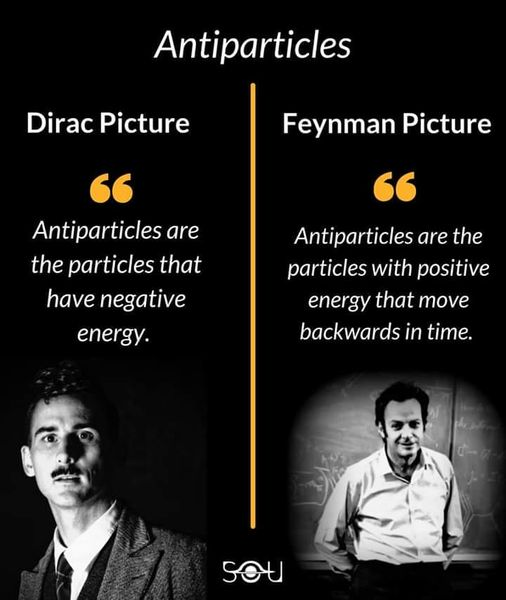 Antiparticles
Dirac Picture
“
Antiparticles are
the particles that
have negative
energy.
Feynman Picture
“
Antiparticles are the
particles with positive
energy that move
backwards in time.